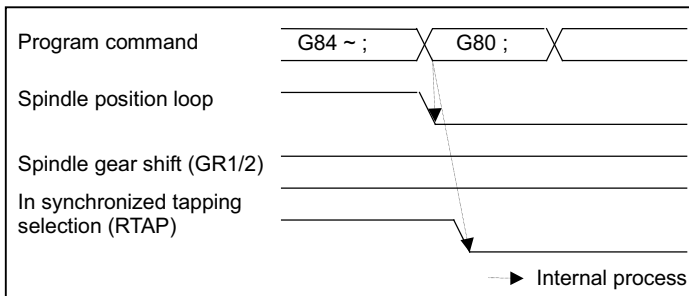 Program command
G84 ~ ;
G80 ;
Spindle position loop
Spindle gear shift (GR1/2)
In synchronized tapping
selection (RTAP)
Internal process